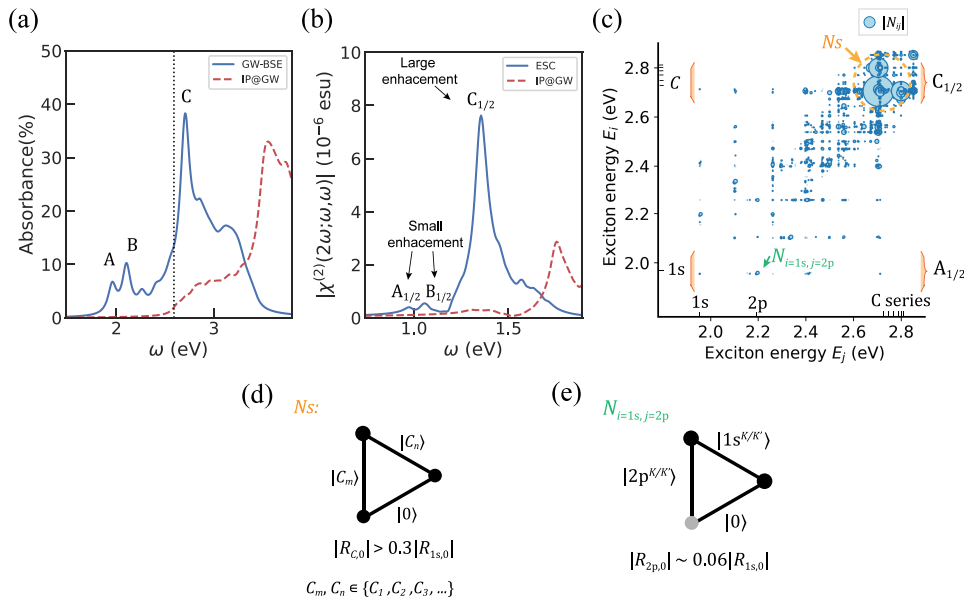 (a)
50
40
30
20
10
0
Absorbance(%)
GW-BSE
IP@GW
A
B
C
2
3
ω (eV)
(b)
10
8
6
4
2
0
|χ(2)(2ω;ω,ω)| (10−6 esu)
ESC
IP@GW
Large
enhacement
C1/2
Small
enhacement
A1/2
B1/2
1.0
1.5
ω (eV)
(c)
|Nij|
Ns
2.8
2.6
2.4
2.2
2.0
C
1s
Exciton energy Ei (eV)
C1/2
A1/2
Ni=1s, j=2p
1s
2p
C series
2.0
2.2
2.4
2.6
2.8
Exciton energy Ej (eV)
(d)
Ns:
|Cn⟩
|Cm⟩
|0⟩
|RC,0| > 0.3|R1s,0|
Cm, Cn ∈ {C1 ,C2 ,C3 , ...}
(e)
Ni=1s, j=2p
|1sK/K'⟩
|2pK/K'⟩
|0⟩
|R2p,0| ~ 0.06|R1s,0|